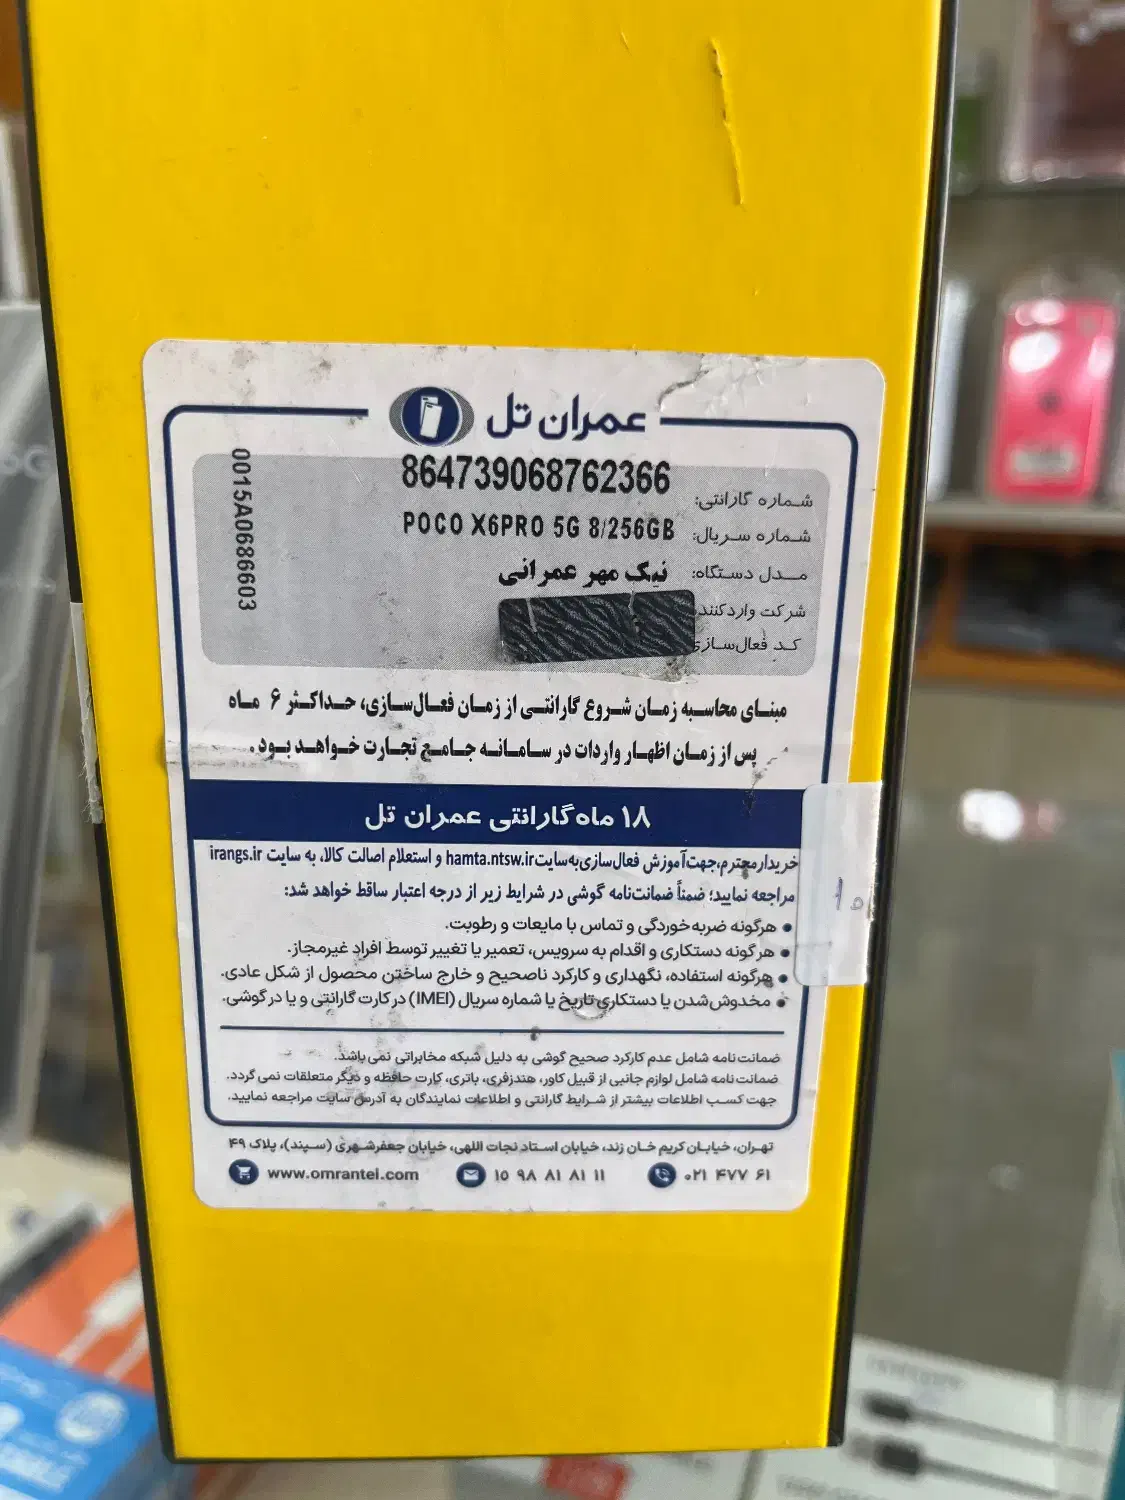 عمران تل
0015A0686603
864739068762366
شماره گارانتی:
POCO X6PRO 5G 8/256GB
شماره سریال:
نیک مهر عمرانی
مدل دستگاه:
شرکت واردکننده
کد فعال‌سازی
مبنای محاسبه زمان شروع گارانتی از زمان فعال‌سازی، حداکثر ۶ ماه
پس از زمان اظهار واردات در سامانه جامع تجارت خواهد بود.
۱۸ ماه گارانتی عمران تل
خریدار محترم،جهت آموزش فعال‌سازی به سایت hamta.ntsw.ir و استعلام اصالت کالا، به سایت irangs.ir
مراجعه نمایید؛ ضمناً ضمانت‌نامه گوشی در شرایط زیر از درجه اعتبار ساقط خواهد شد:
• هرگونه ضربه‌خوردگی و تماس با مایعات و رطوبت.
• هرگونه دستکاری و اقدام به سرویس، تعمیر یا تغییر توسط افراد غیرمجاز.
• هرگونه استفاده، نگهداری و کارکرد ناصحیح و خارج ساختن محصول از شکل عادی.
• مخدوش‌شدن یا دستکاری تاریخ یا شماره سریال (IMEI) در کارت گارانتی و یا در گوشی.
ضمانت‌نامه شامل عدم کارکرد صحیح گوشی به دلیل شبکه مخابراتی نمی‌باشد.
ضمانت‌نامه شامل لوازم جانبی از قبیل کاور، هندزفری، باتری، کارت حافظه و دیگر متعلقات نمی گردد.
جهت کسب اطلاعات بیشتر از شرایط گارانتی و اطلاعات نمایندگان به آدرس سایت مراجعه نمایید.
تهران، خیابان کریم خان زند، خیابان استاد نجات اللهی، خیابان جعفرشهری (سپند)، پلاک ۴۹
۰۲۱ ۴۷۷ ۶۱
۱۵ ۹۸ ۸۱ ۸۱ ۱۱
www.omrantel.com